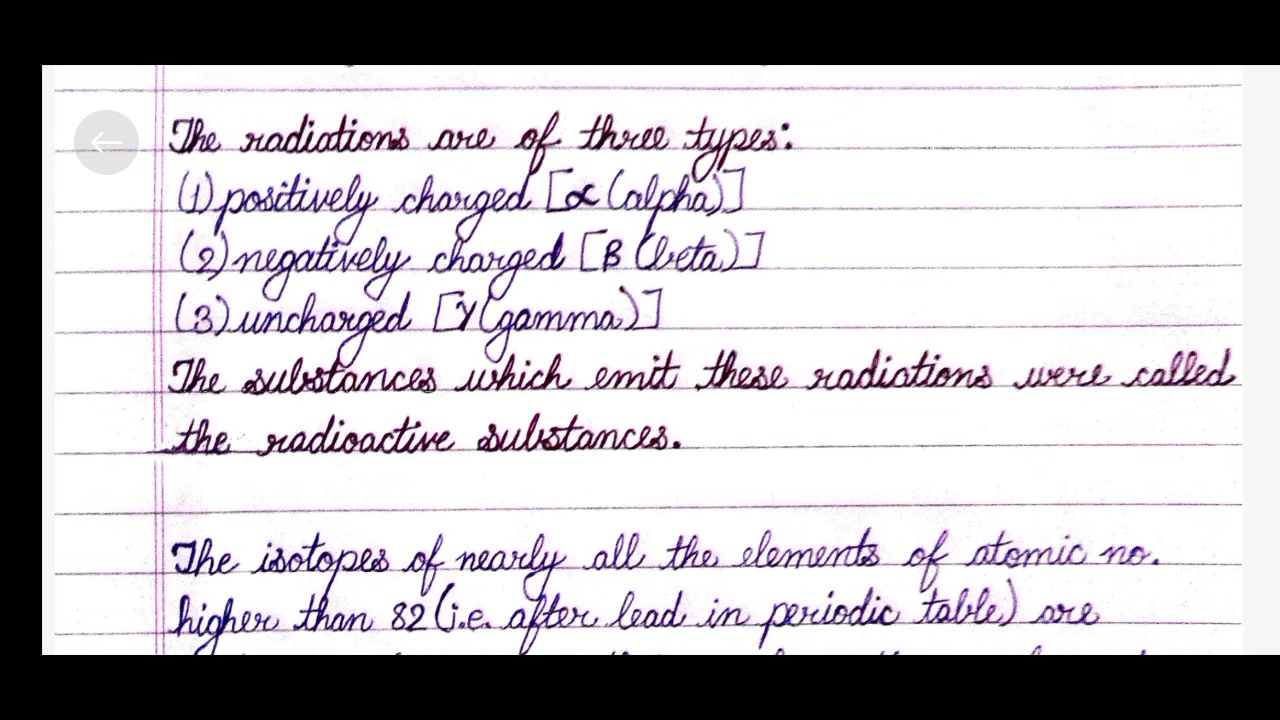 The radiations are of three types:
(1) positively charged [α (alpha)]
(2) negatively charged [β (beta)]
(3) uncharged [γ (gamma)]
The substances which emit these radiations were called
the radioactive substances.
The isotopes of nearly all the elements of atomic no.
higher than 82 (i.e. after lead in periodic table) are